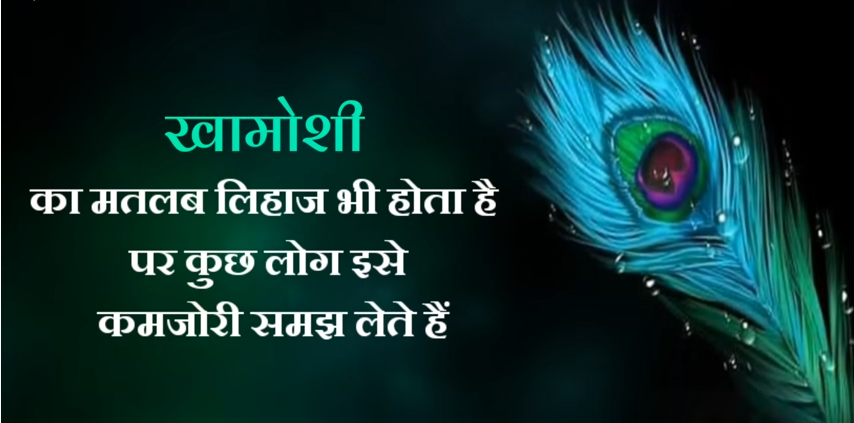 खामोशी
का मतलब लिहाज भी होता है
पर कुछ लोग इसे
कमजोरी समझ लेते हैं